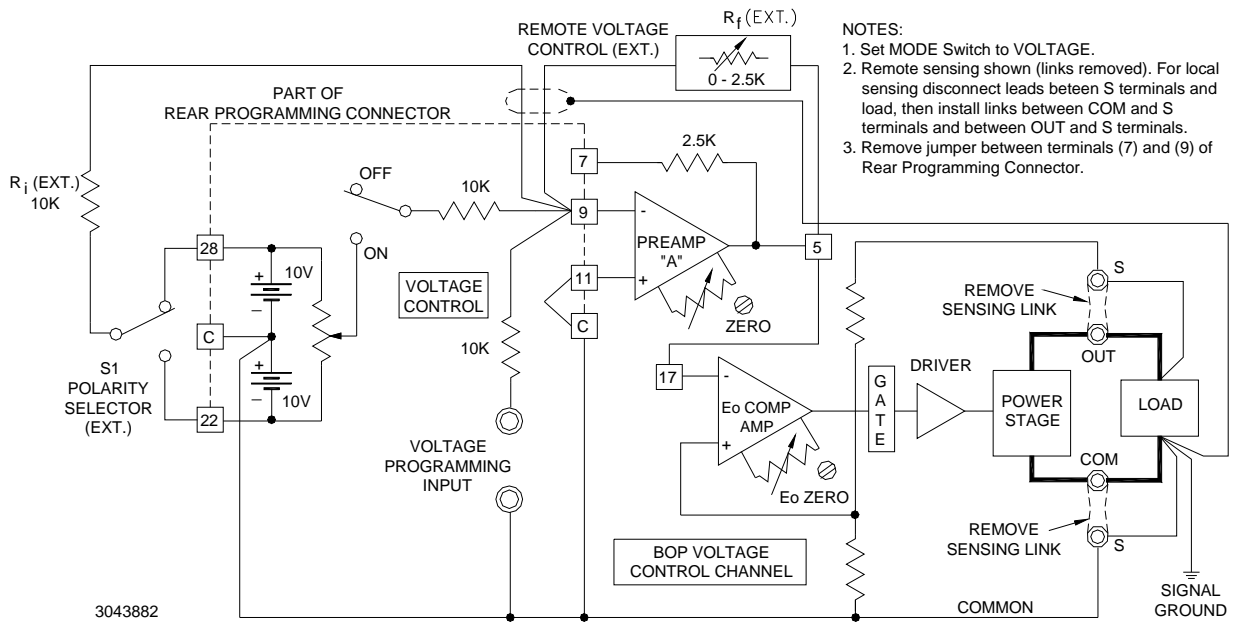 REMOTE VOLTAGE
CONTROL (EXT.)
Rf (EXT.)
0 - 2.5K
NOTES:
1. Set MODE Switch to VOLTAGE.
2. Remote sensing shown (links removed). For local
sensing disconnect leads beteen S terminals and
load, then install links between COM and S
terminals and between OUT and S terminals.
3. Remove jumper between terminals (7) and (9) of
Rear Programming Connector.
PART OF
REAR PROGRAMMING CONNECTOR
Ri (EXT.)
10K
OFF
ON
10K
7
2.5K
9
-
PREAMP
"A"
+
11
C
ZERO
5
28
+
10V
–
C
+
10V
–
22
S1
POLARITY
SELECTOR
(EXT.)
VOLTAGE
CONTROL
10K
VOLTAGE
PROGRAMMING
INPUT
17
-
Eo COMP
AMP
+
Eo ZERO
GATE
DRIVER
POWER
STAGE
S
REMOVE
SENSING LINK
OUT
LOAD
COM
REMOVE
SENSING LINK
S
BOP VOLTAGE
CONTROL CHANNEL
SIGNAL
GROUND
COMMON
3043882